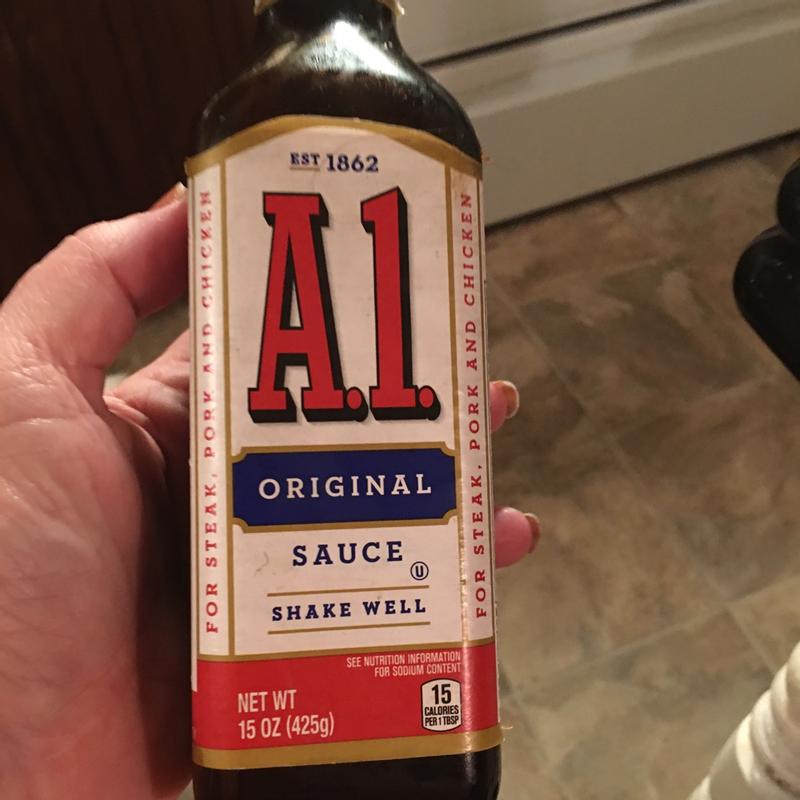 EST 1862
A.1.
ORIGINAL
SAUCE
U
SHAKE WELL
FOR STEAK, PORK AND CHICKEN
FOR STEAK, PORK AND CHICKEN
SEE NUTRITION INFORMATION
FOR SODIUM CONTENT
NET WT
15 OZ (425g)
15
CALORIES
PER 1 TBSP